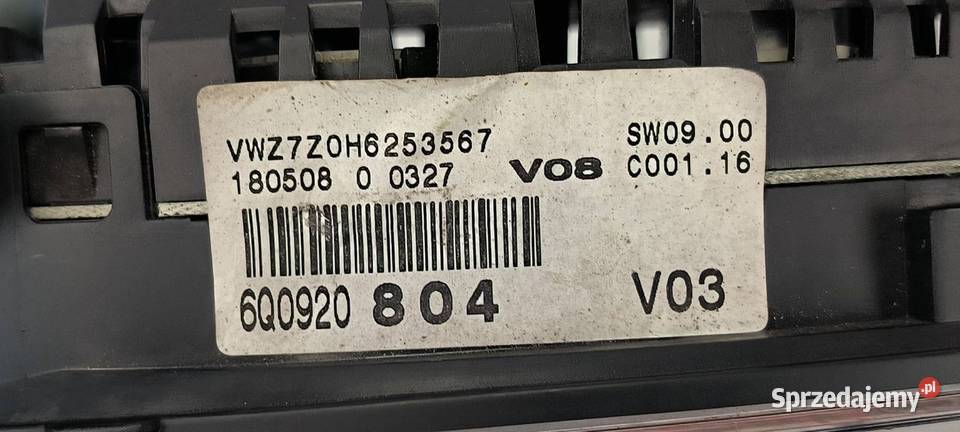 VWZ7Z0H6253567
SW09.00
180508 0 0327
V08
C001.16
6Q0920 804
V03
Sprzedajemy.pl